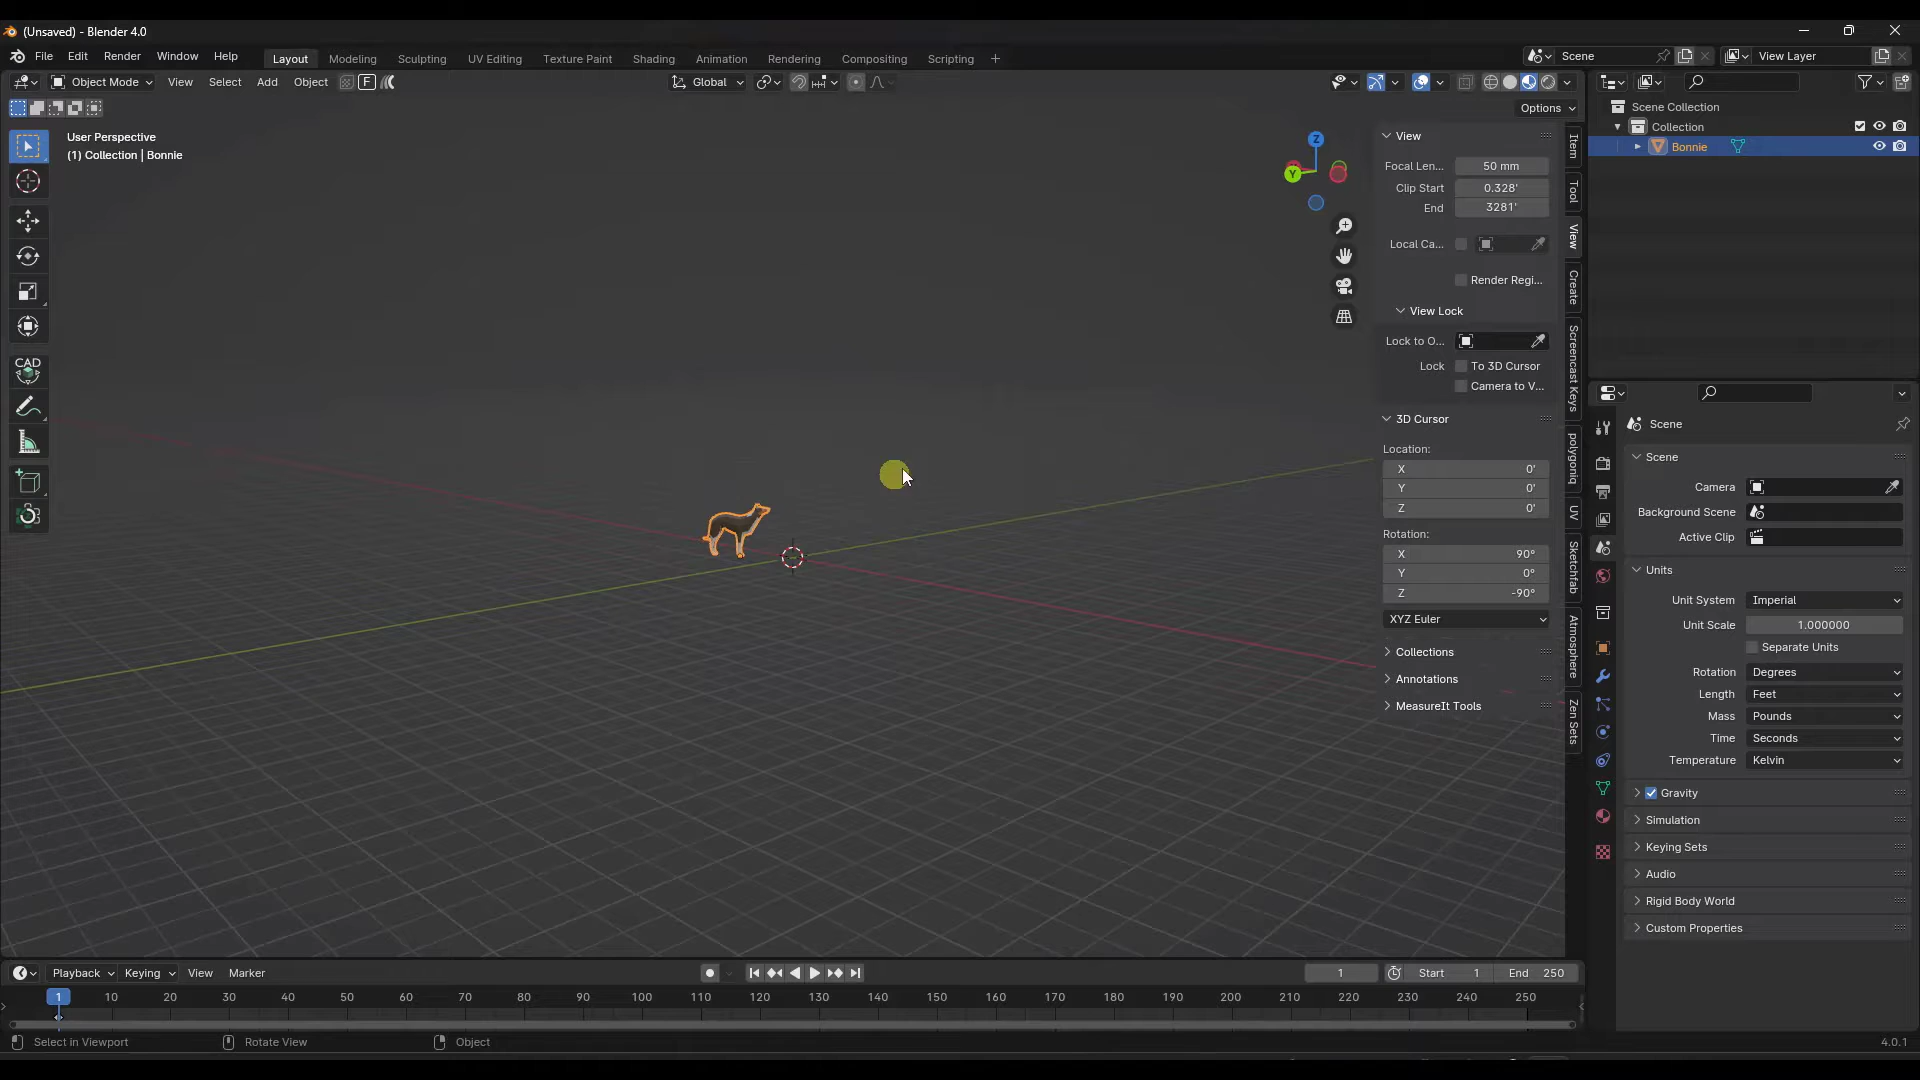 (Unsaved) - Blender 4.0
File Edit Render Window Help Layout Modeling Sculpting UV Editing Texture Paint Shading Animation Rendering Compositing Scripting + Scene View Layer
Object Mode View Select Add Object F Global
Options
User Perspective
(1) Collection | Bonnie
CAD
Z
Y
View
Focal Len... 50 mm
Clip Start 0.328'
End 3281'
Local Ca...
Render Regi...
View Lock
Lock to O...
Lock To 3D Cursor
Camera to V...
3D Cursor
Location:
X 0'
Y 0'
Z 0'
Rotation:
X 90°
Y 0°
Z -90°
XYZ Euler
Collections
Annotations
MeasureIt Tools
Item
Tool
View
Create
Screencast Keys
polygoniq
UV
Sketchfab
Atmosphere
Zen Sets
Scene Collection
Collection
Bonnie
Scene
Scene
Camera
Background Scene
Active Clip
Units
Unit System Imperial
Unit Scale 1.000000
Separate Units
Rotation Degrees
Length Feet
Mass Pounds
Time Seconds
Temperature Kelvin
Gravity
Simulation
Keying Sets
Audio
Rigid Body World
Custom Properties
Playback Keying View Marker 1 Start 1 End 250
1 10 20 30 40 50 60 70 80 90 100 110 120 130 140 150 160 170 180 190 200 210 220 230 240 250
Select in Viewport Rotate View Object 4.0.1